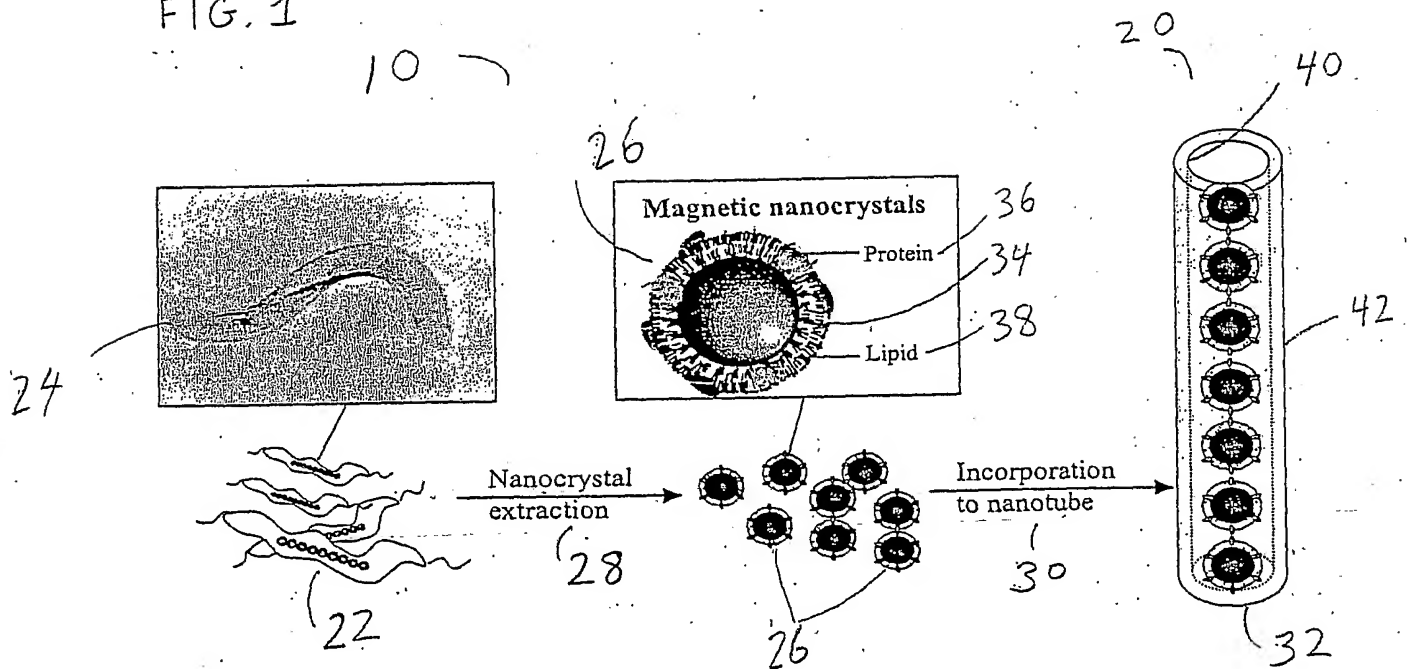 FIG. 1
10
20
40
26
Magnetic nanocrystals
Protein
36
34
Lipid
38
42
24
Nanocrystal
extraction
28
Incorporation
to nanotube
30
22
26
32